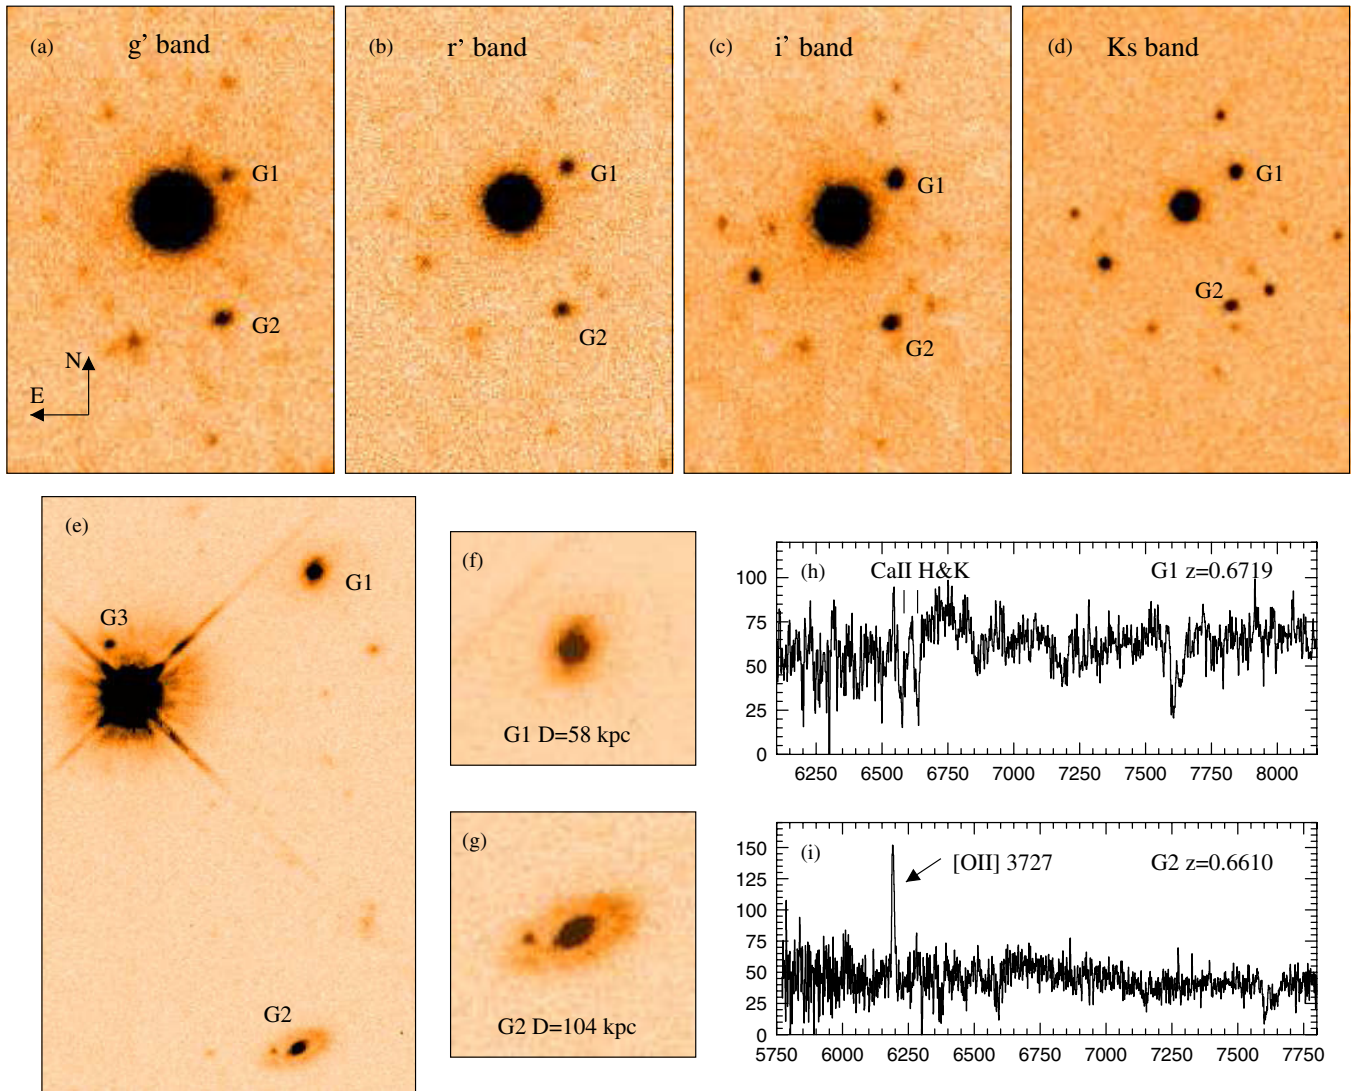 (a) g' band
G1
G2
N
E
(b) r' band
G1
G2
(c) i' band
G1
G2
(d) Ks band
G1
G2
(e)
G1
G3
G2
(f)
G1 D=58 kpc
(g)
G2 D=104 kpc
(h) CaII H&K G1 z=0.6719
100
75
50
25
0
6250 6500 6750 7000 7250 7500 7750 8000
(i) [OII] 3727 G2 z=0.6610
150
125
100
75
50
25
0
5750 6000 6250 6500 6750 7000 7250 7500 7750